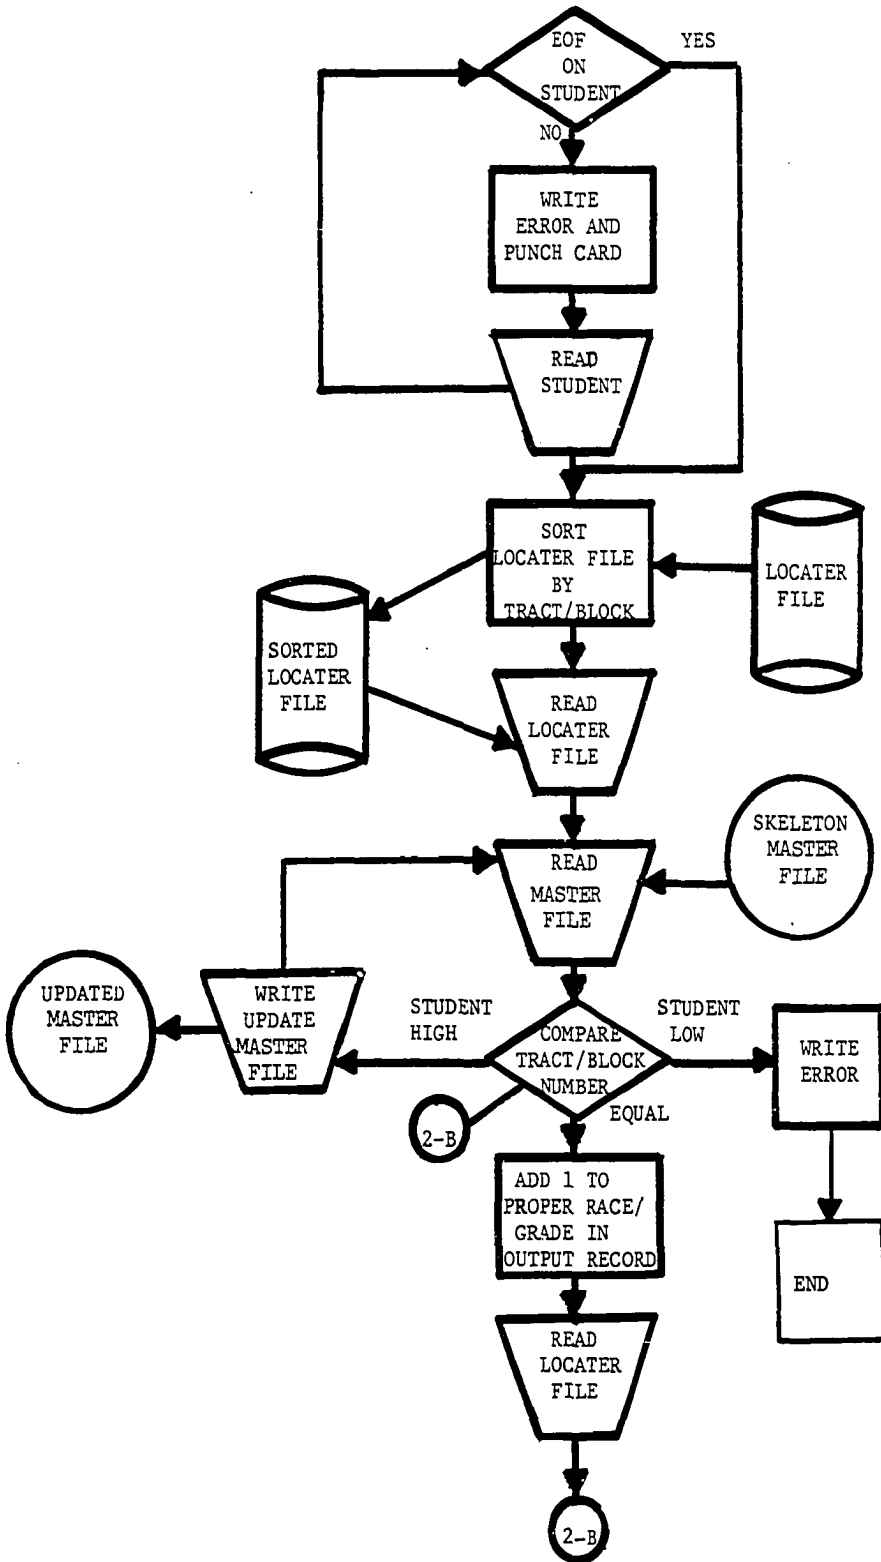 EOF
ON
STUDENT
YES
NO
WRITE
ERROR AND
PUNCH CARD
READ
STUDENT
SORT
LOCATER FILE
BY
TRACT/BLOCK
LOCATER
FILE
SORTED
LOCATER
FILE
READ
LOCATER
FILE
SKELETON
MASTER
FILE
READ
MASTER
FILE
UPDATED
MASTER
FILE
WRITE
UPDATE
MASTER
FILE
STUDENT
HIGH
COMPARE
TRACT/BLOCK
NUMBER
STUDENT
LOW
WRITE
ERROR
EQUAL
2-B
ADD 1 TO
PROPER RACE/
GRADE IN
OUTPUT RECORD
END
READ
LOCATER
FILE
2-B